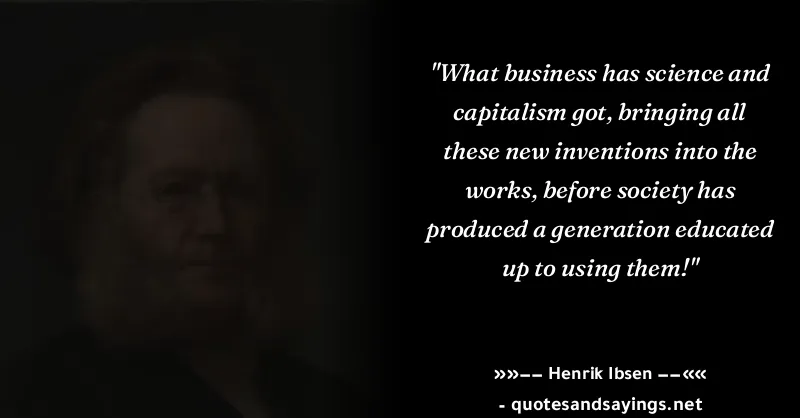 "What business has science and
capitalism got, bringing all
these new inventions into the
works, before society has
produced a generation educated
up to using them!"
»»−− Henrik Ibsen −−««
- quotesandsayings.net